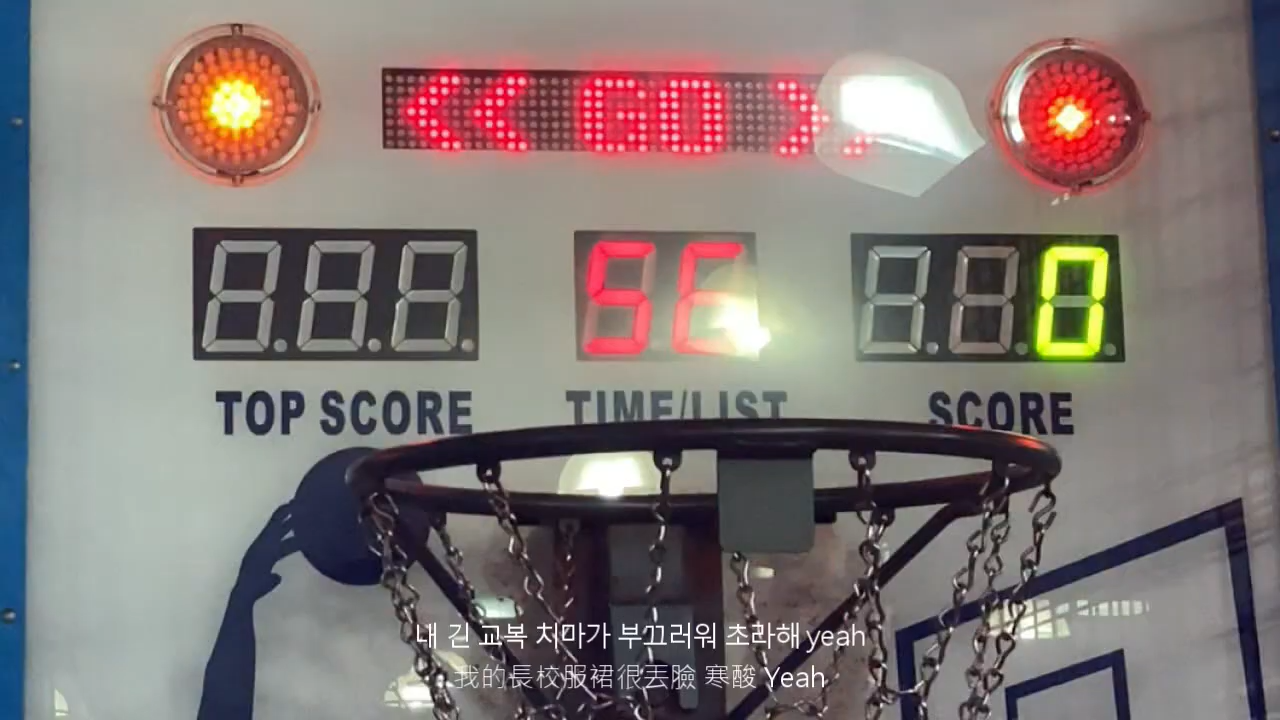 << GO >
5E
0
TOP SCORE
TIME/LIST
SCORE
내 긴 교복 치마가 부끄러워 초라해 yeah
我的長校服裙很丟臉 寒酸 Yeah